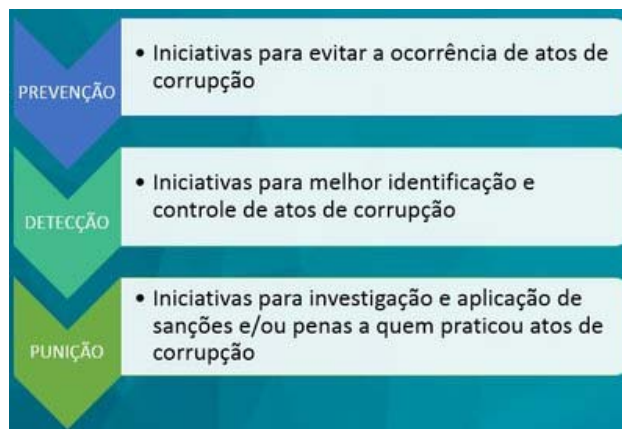 PREVENÇÃO
• Iniciativas para evitar a ocorrência de atos de
corrupção
DETECÇÃO
• Iniciativas para melhor identificação e
controle de atos de corrupção
PUNIÇÃO
• Iniciativas para investigação e aplicação de
sanções e/ou penas a quem praticou atos de
corrupção